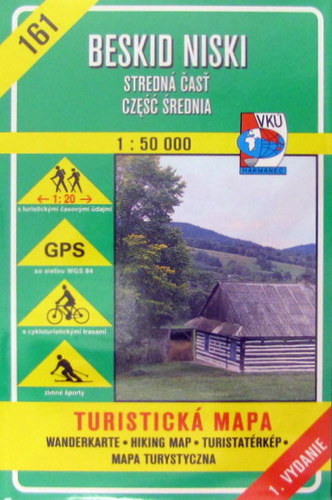 161
BESKID NISKI
STREDNÁ ČASŤ
CZĘŚĆ ŚREDNIA
1 : 50 000
VKÚ
HARMANEC
← 1:20 →
s turistickými časovými údajmi
GPS
so sieťou WGS 84
s cykloturistickými trasami
zimné športy
TURISTICKÁ MAPA
WANDERKARTE • HIKING MAP • TURISTATÉRKÉP •
MAPA TURYSTYCZNA
1. VYDANIE